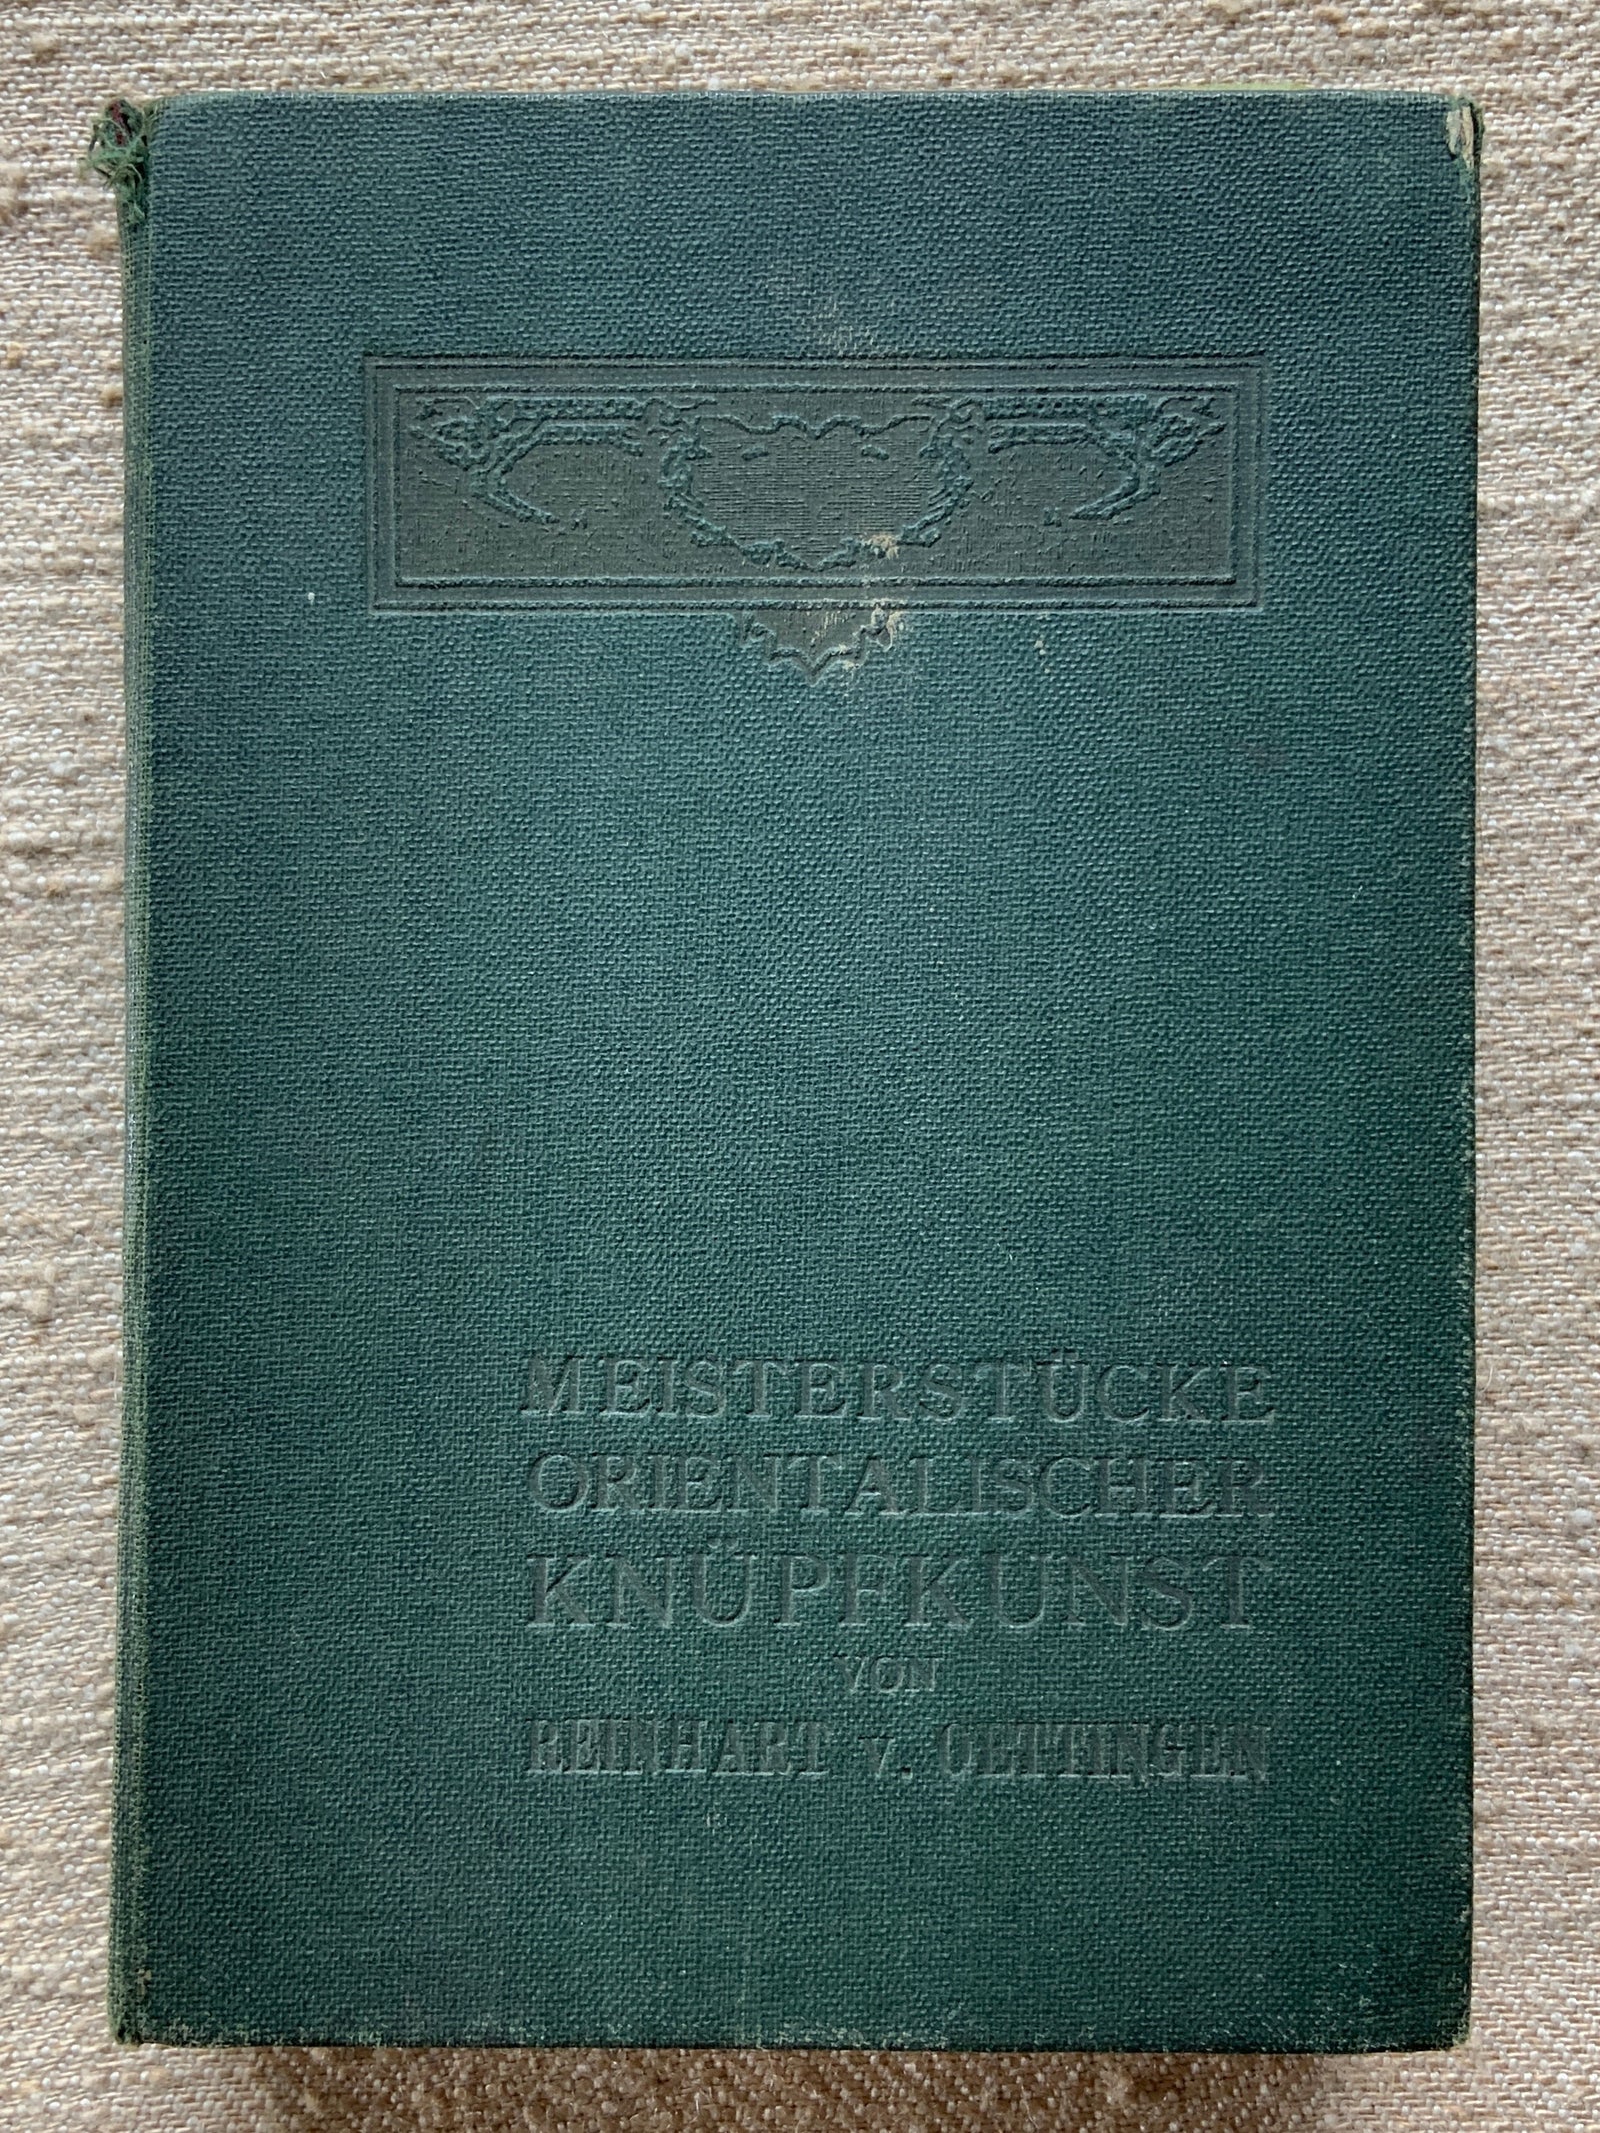 MEISTERSTÜCKE
ORIENTALISCHER
KNÜPFKUNST
VON
REINHART V. OETTINGEN